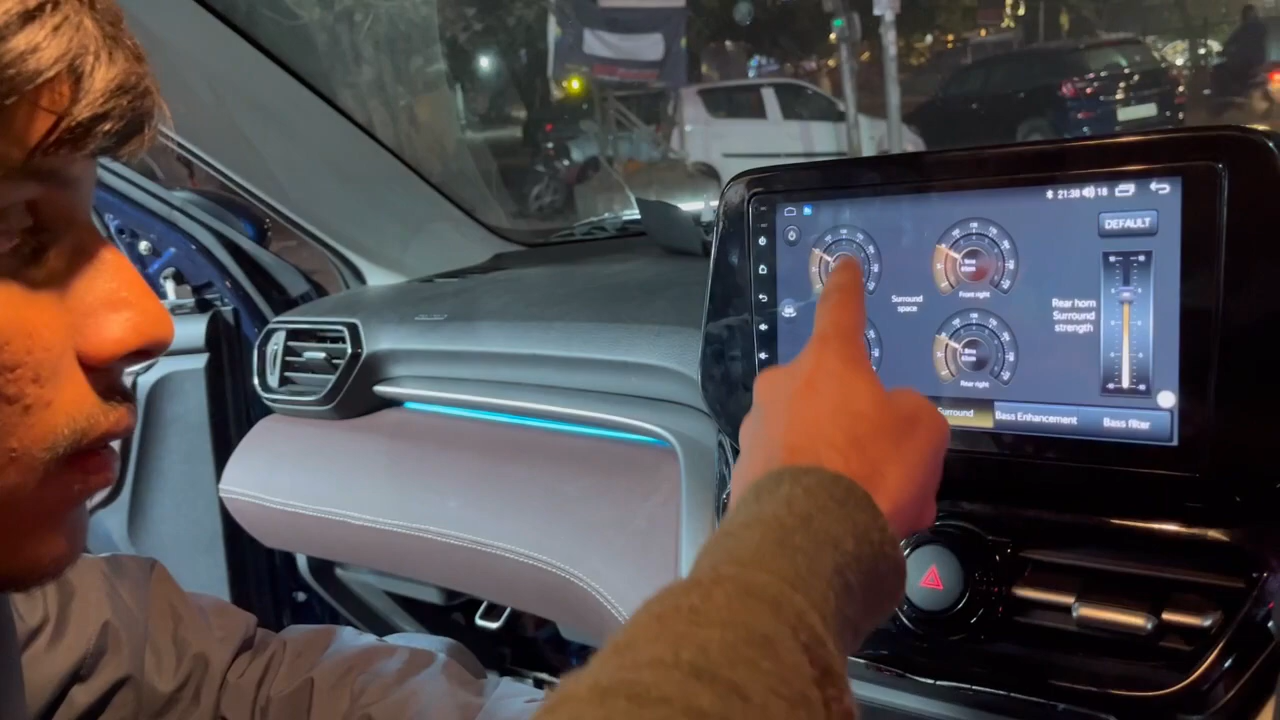 21:38 18
DEFAULT
Front right
Surround
space
Rear horn
Surround
strength
Rear right
Surround
Bass Enhancement
Bass filter